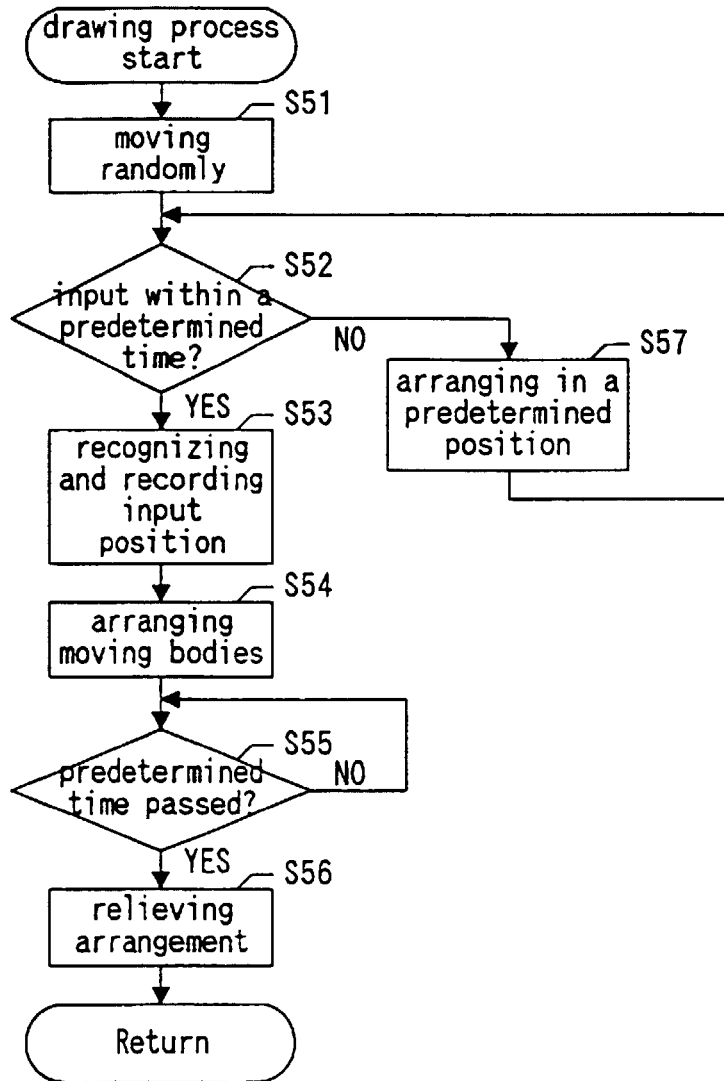 drawing process
start
S51
moving
randomly
S52
input within a
predetermined
time?
NO
S57
arranging in a
predetermined
position
YES
S53
recognizing
and recording
input
position
S54
arranging
moving bodies
S55
predetermined
time passed?
NO
YES
S56
relieving
arrangement
Return